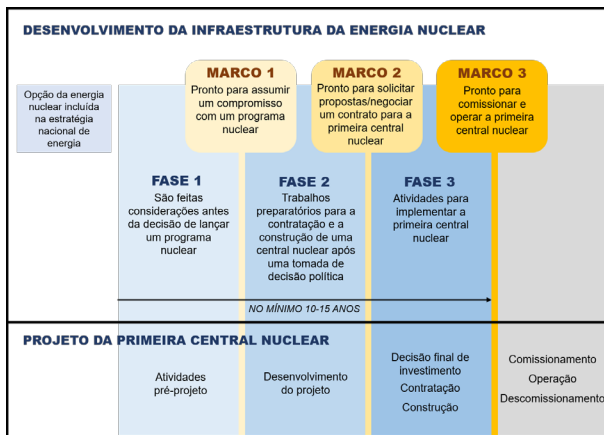 DESENVOLVIMENTO DA INFRAESTRUTURA DA ENERGIA NUCLEAR
Opção da energia
nuclear incluída
na estratégia
nacional de
energia
MARCO 1
Pronto para assumir
um compromisso
com um programa
nuclear
MARCO 2
Pronto para solicitar
propostas/negociar
um contrato para a
primeira central
nuclear
MARCO 3
Pronto para
comissionar e
operar a primeira
central nuclear
FASE 1
São feitas
considerações antes
da decisão de lançar
um programa
nuclear
FASE 2
Trabalhos
preparatórios para a
contratação e a
construção de uma
central nuclear após
uma tomada de
decisão política
FASE 3
Atividades para
implementar a
primeira central
nuclear
NO MÍNIMO 10-15 ANOS
PROJETO DA PRIMEIRA CENTRAL NUCLEAR
Atividades
pré-projeto
Desenvolvimento
do projeto
Decisão final de
investimento
Contratação
Construção
Comissionamento
Operação
Descomissionamento